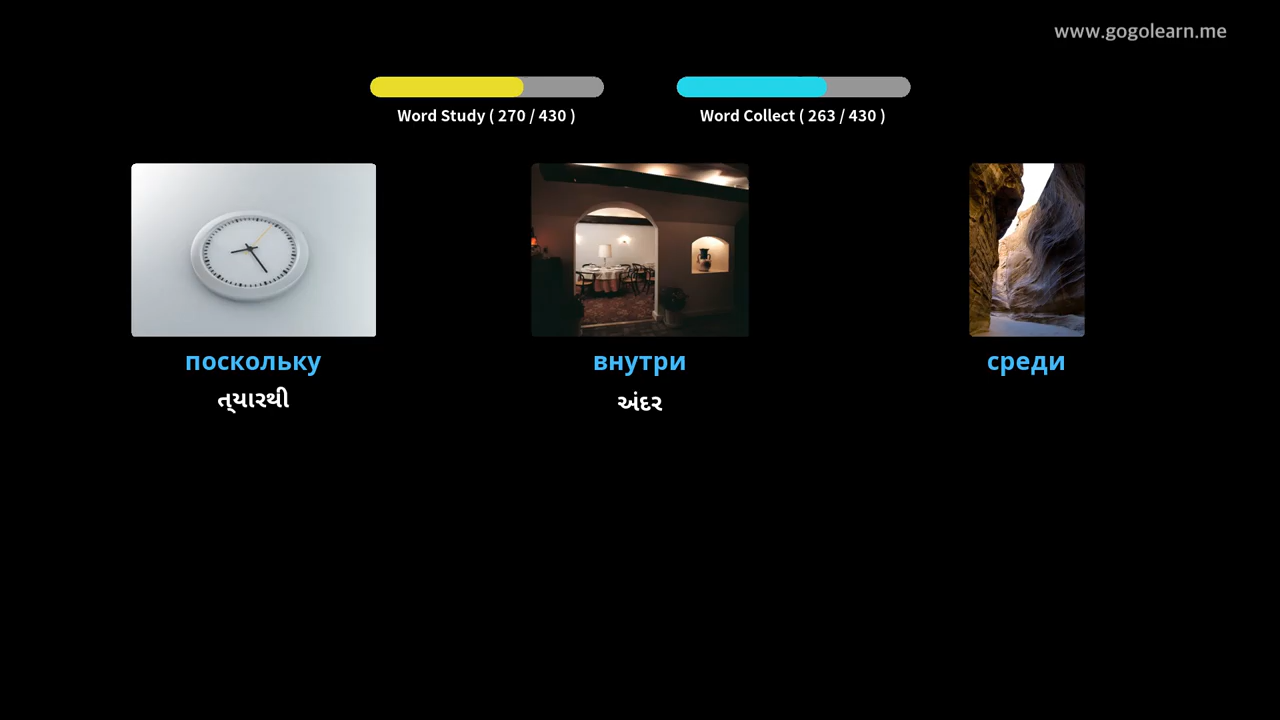 www.gogolearn.me
Word Study ( 270 / 430 )
Word Collect ( 263 / 430 )
поскольку
внутри
среди
ત્યારથી
અંદર